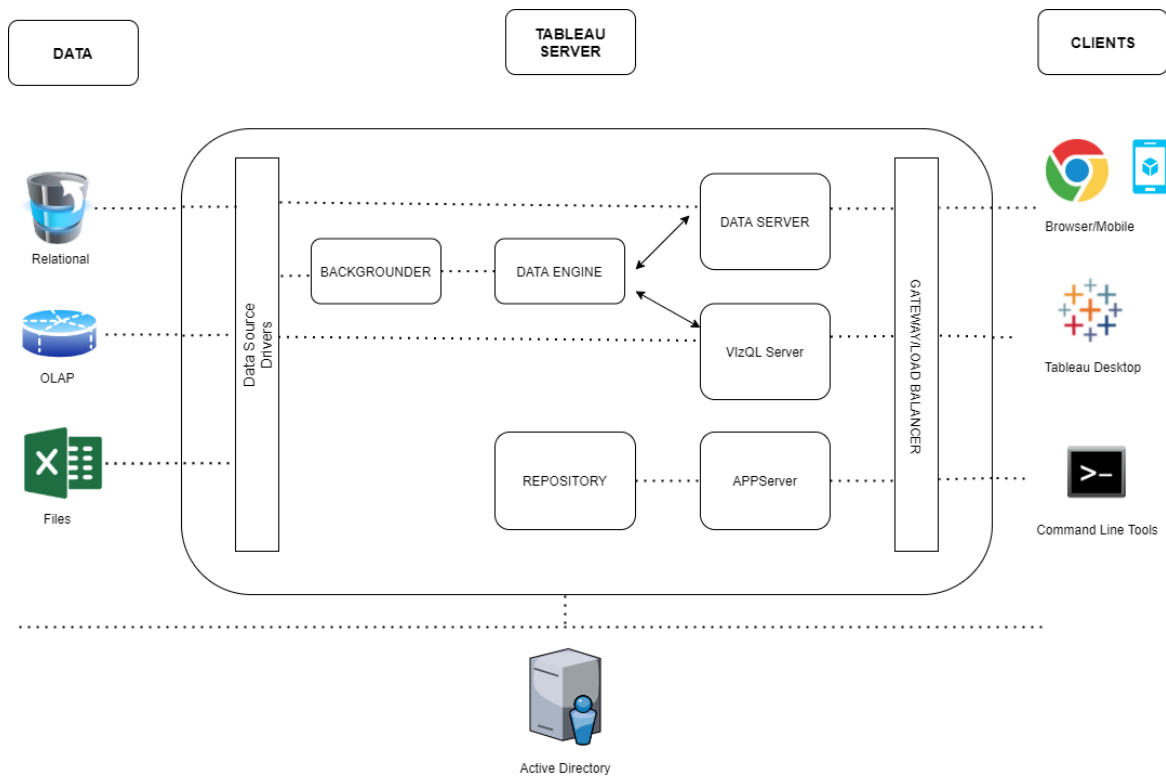 DATA
TABLEAU
SERVER
CLIENTS
Relational
OLAP
Files
Data Source
Drivers
BACKGROUNDER
DATA ENGINE
DATA SERVER
VIzQL Server
REPOSITORY
APPServer
GATEWAY/LOAD BALANCER
Browser/Mobile
Tableau Desktop
>-
Command Line Tools
Active Directory